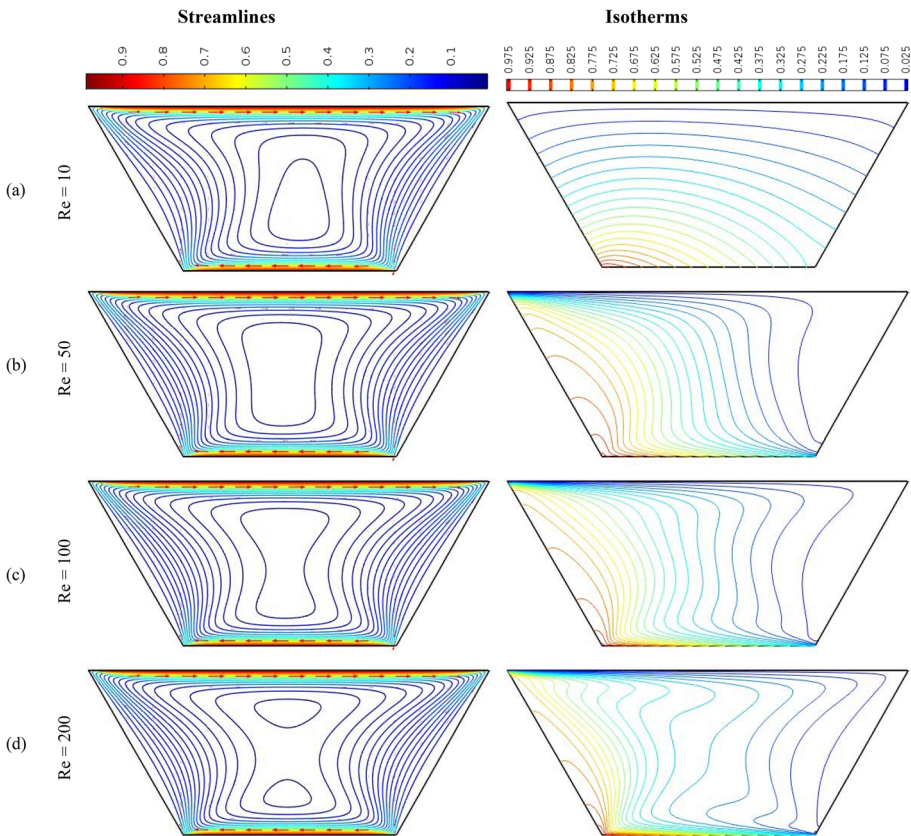 Streamlines
Isotherms
0.9 0.8 0.7 0.6 0.5 0.4 0.3 0.2 0.1
0.975 0.925 0.875 0.825 0.775 0.725 0.675 0.625 0.575 0.525 0.475 0.425 0.375 0.325 0.275 0.225 0.175 0.125 0.075 0.025
(a)
Re = 10
(b)
Re = 50
(c)
Re = 100
(d)
Re = 200